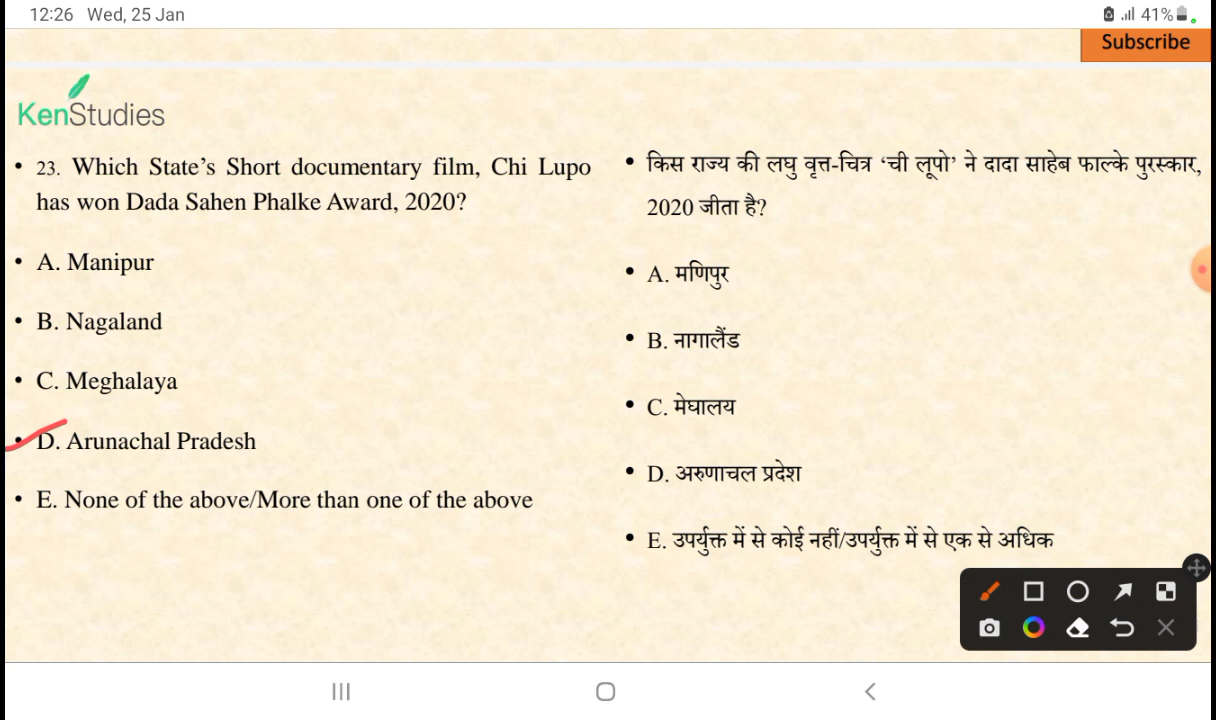 12:26 Wed, 25 Jan
41%
Subscribe
KenStudies
• 23. Which State's Short documentary film, Chi Lupo
has won Dada Sahen Phalke Award, 2020?
• A. Manipur
• B. Nagaland
• C. Meghalaya
• D. Arunachal Pradesh
• E. None of the above/More than one of the above
• किस राज्य की लघु वृत्त-चित्र ‘ची लूपो’ ने दादा साहेब फाल्के पुरस्कार,
2020 जीता है?
• A. मणिपुर
• B. नागालैंड
• C. मेघालय
• D. अरुणाचल प्रदेश
• E. उपर्युक्त में से कोई नहीं/उपर्युक्त में से एक से अधिक